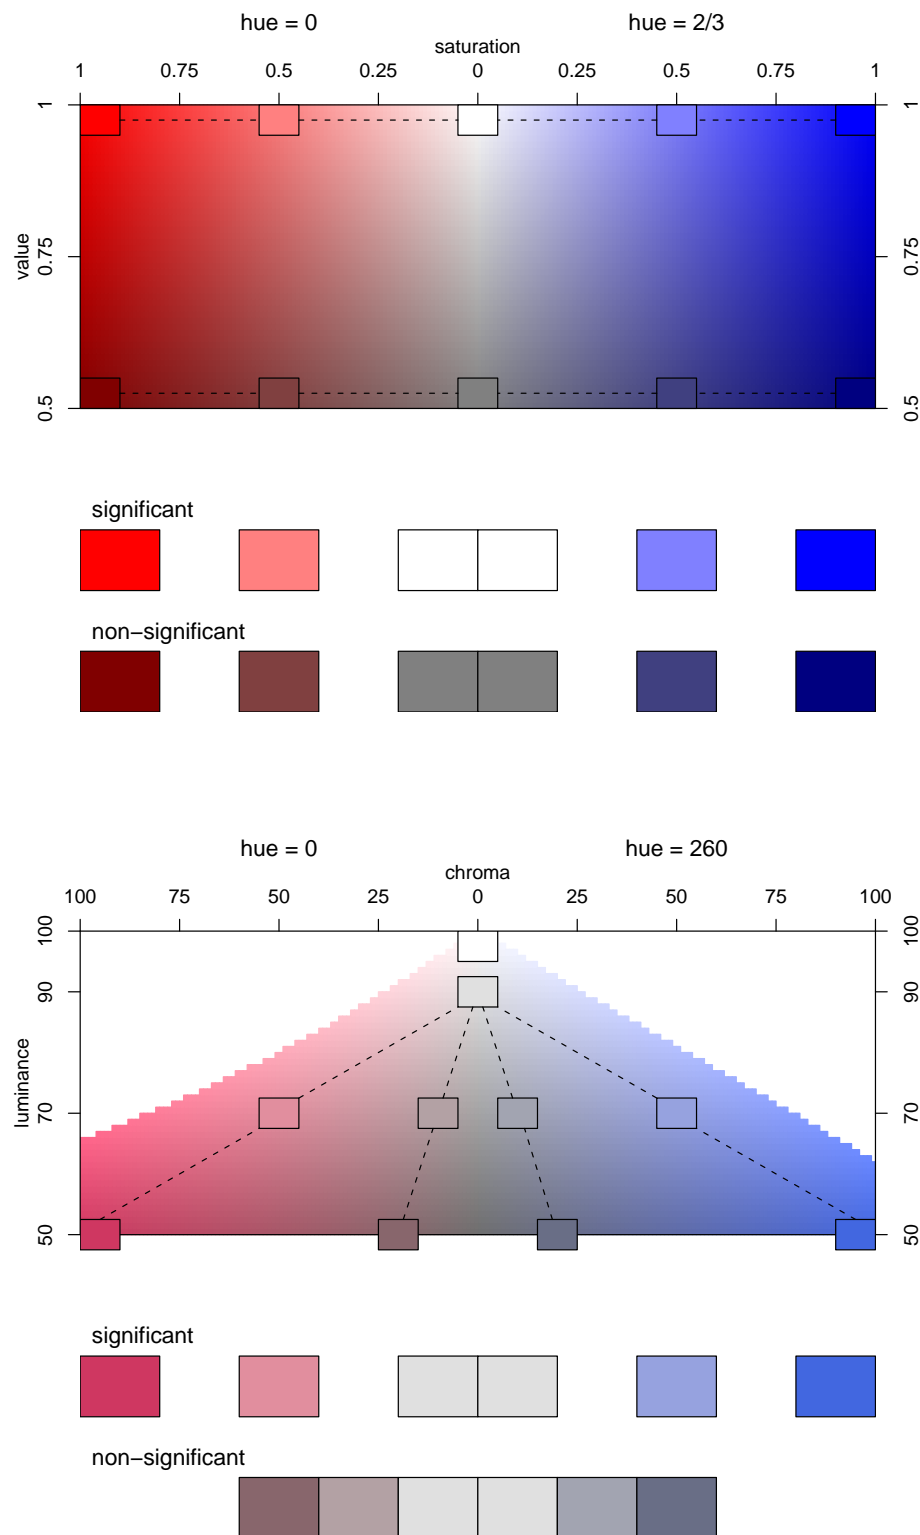 hue = 0 hue = 2/3
saturation
1 0.75 0.5 0.25 0 0.25 0.5 0.75 1
value
1 0.75 0.5
1 0.75 0.5
significant
non−significant
hue = 0 hue = 260
chroma
100 75 50 25 0 25 50 75 100
luminance
100 90 70 50
100 90 70 50
significant
non−significant